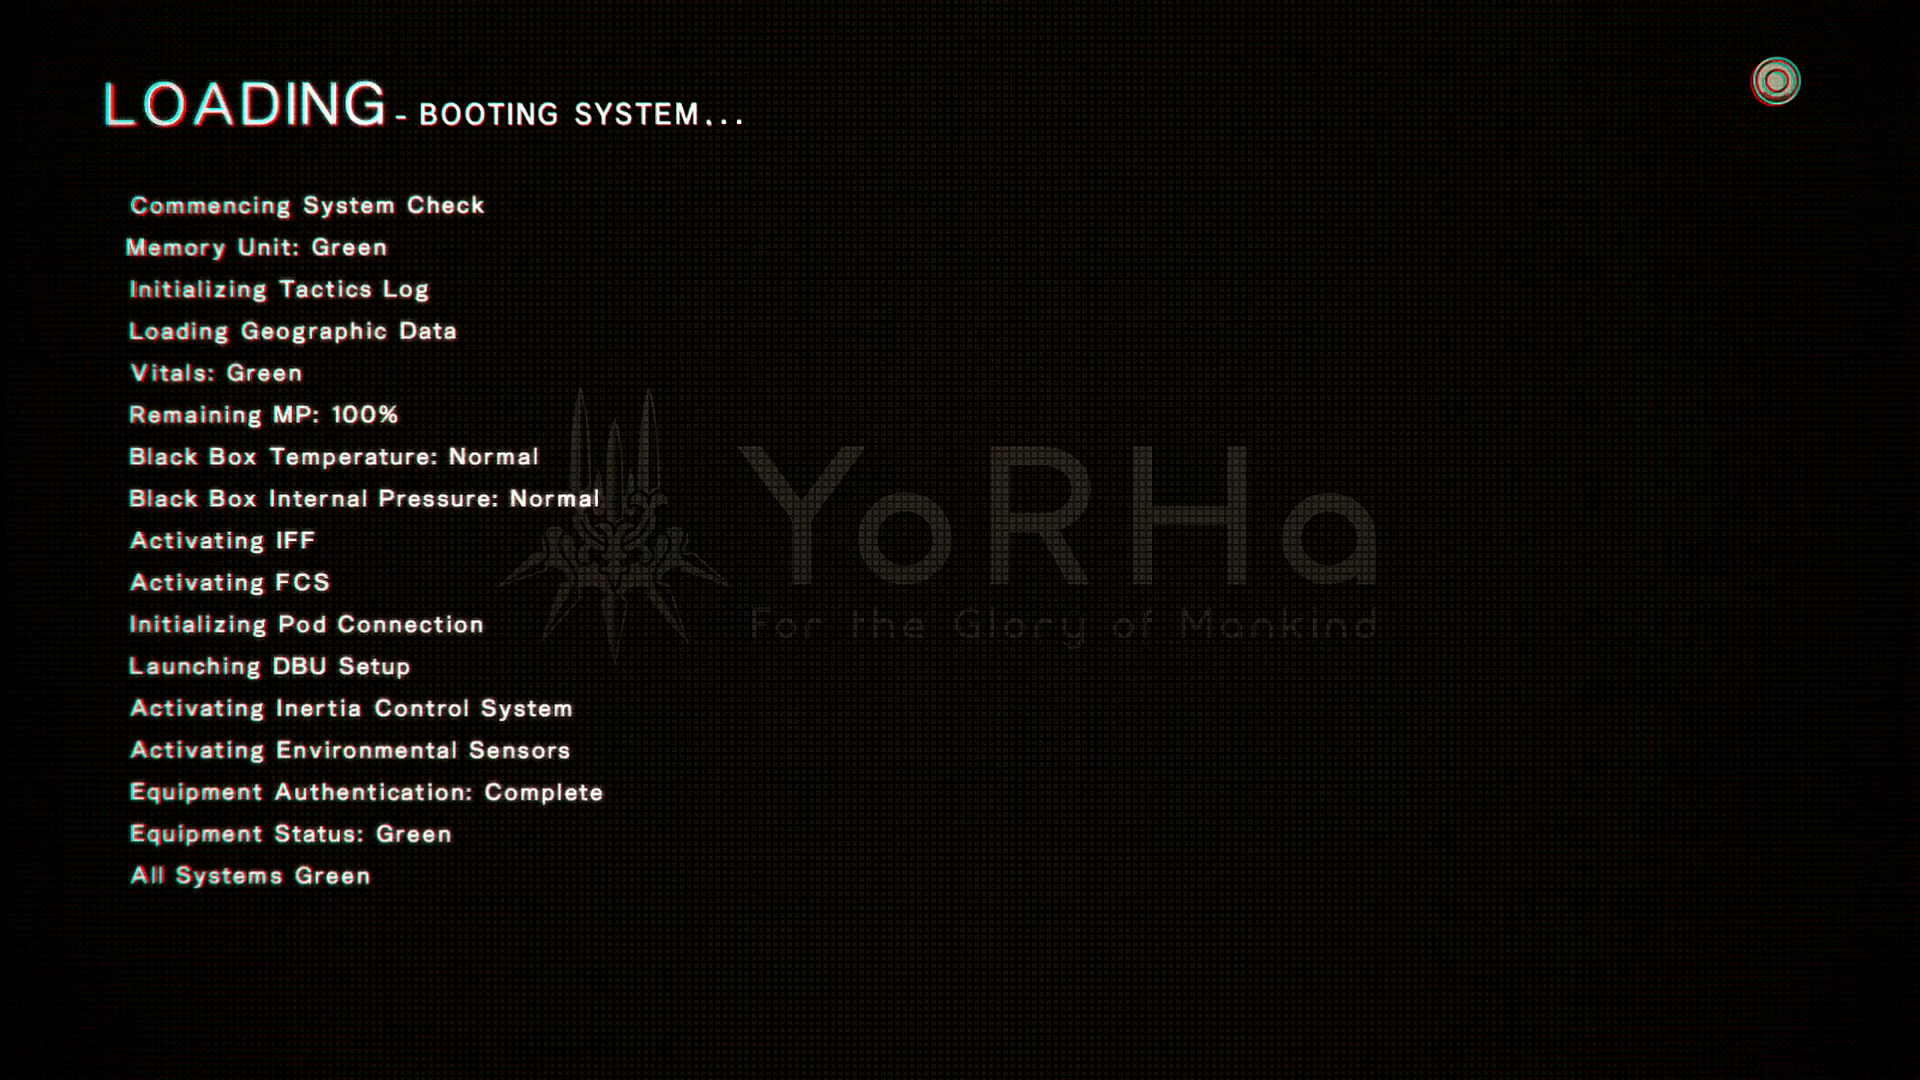 LOADING - BOOTING SYSTEM...
Commencing System Check
Memory Unit: Green
Initializing Tactics Log
Loading Geographic Data
Vitals: Green
Remaining MP: 100%
Black Box Temperature: Normal
Black Box Internal Pressure: Normal
Activating IFF
Activating FCS
Initializing Pod Connection
Launching DBU Setup
Activating Inertia Control System
Activating Environmental Sensors
Equipment Authentication: Complete
Equipment Status: Green
All Systems Green
YoRHa
For the Glory of Mankind